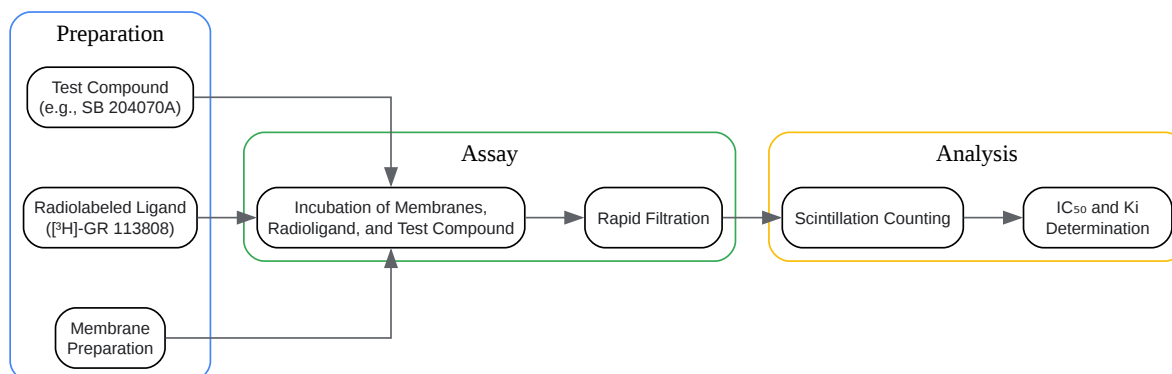 Preparation
Test Compound
(e.g., SB 204070A)
Radiolabeled Ligand
([³H]-GR 113808)
Membrane
Preparation
Assay
Incubation of Membranes,
Radioligand, and Test Compound
Rapid Filtration
Analysis
Scintillation Counting
IC₅₀ and Ki
Determination